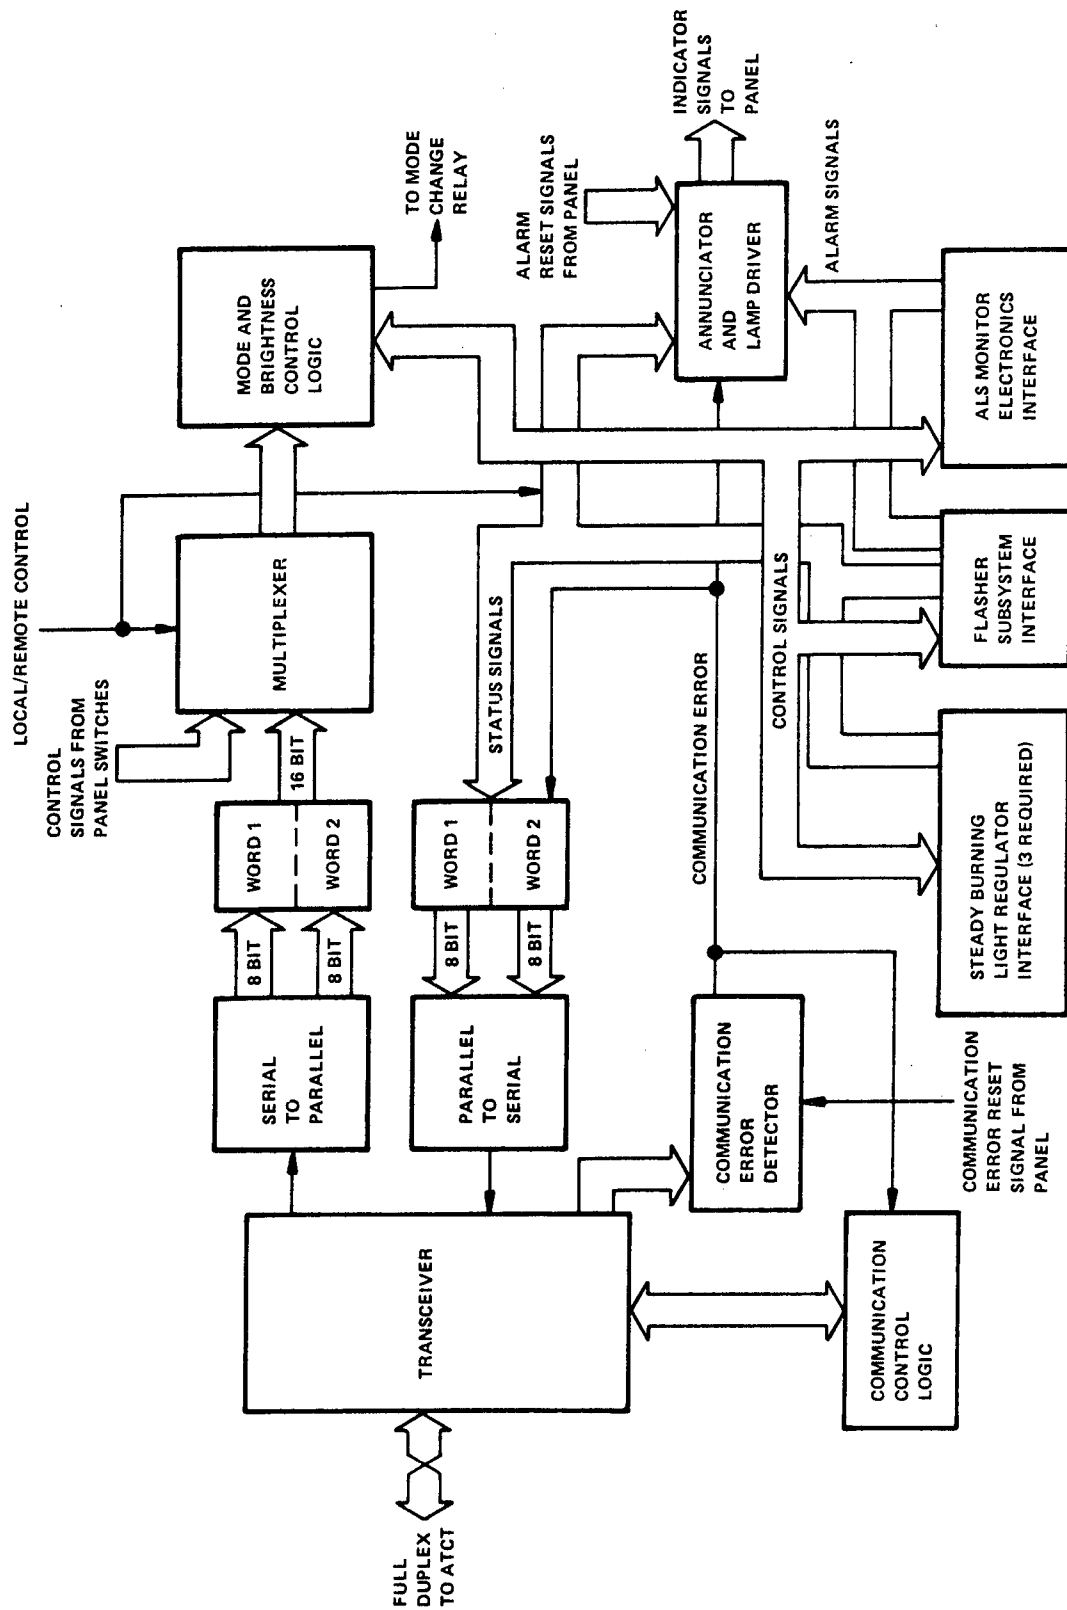 FULL
DUPLEX
TO ATCT
TRANSCEIVER
SERIAL
TO
PARALLEL
8 BIT
8 BIT
WORD 1
WORD 2
16 BIT
CONTROL
SIGNALS FROM
PANEL SWITCHES
LOCAL/REMOTE CONTROL
MULTIPLEXER
MODE AND
BRIGHTNESS
CONTROL
LOGIC
TO MODE
CHANGE
RELAY
PARALLEL
TO
SERIAL
8 BIT
8 BIT
WORD 1
WORD 2
STATUS SIGNALS
ALARM
RESET SIGNALS
FROM PANEL
INDICATOR
SIGNALS
TO
PANEL
ANNUNCIATOR
AND
LAMP DRIVER
ALARM SIGNALS
COMMUNICATION
ERROR
DETECTOR
COMMUNICATION ERROR
CONTROL SIGNALS
COMMUNICATION
CONTROL
LOGIC
COMMUNICATION
ERROR RESET
SIGNAL FROM
PANEL
STEADY BURNING
LIGHT REGULATOR
INTERFACE (3 REQUIRED)
FLASHER
SUBSYSTEM
INTERFACE
ALS MONITOR
ELECTRONICS
INTERFACE